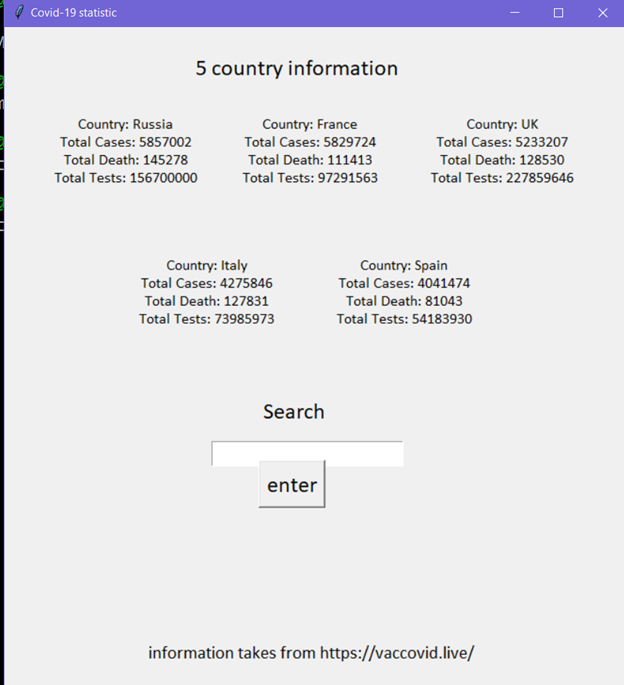 Covid-19 statistic
5 country information
Country: Russia
Total Cases: 5857002
Total Death: 145278
Total Tests: 156700000
Country: France
Total Cases: 5829724
Total Death: 111413
Total Tests: 97291563
Country: UK
Total Cases: 5233207
Total Death: 128530
Total Tests: 227859646
Country: Italy
Total Cases: 4275846
Total Death: 127831
Total Tests: 73985973
Country: Spain
Total Cases: 4041474
Total Death: 81043
Total Tests: 54183930
Search
enter
information takes from https://vaccovid.live/